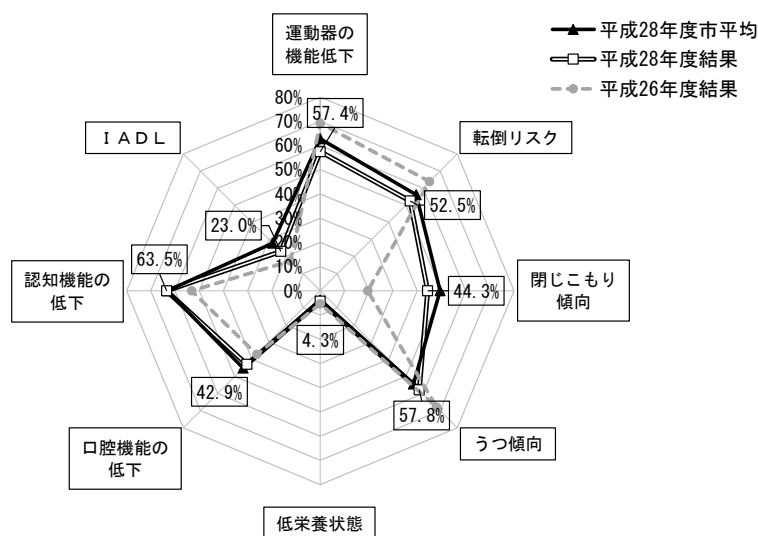 運動器の
機能低下
平成28年度市平均
平成28年度結果
平成26年度結果
80%
70%
60%
50%
40%
30%
20%
10%
0%
57.4%
ＩＡＤＬ
転倒リスク
23.0%
52.5%
63.5%
認知機能の
低下
44.3%
閉じこもり
傾向
4.3%
42.9%
57.8%
口腔機能の
低下
うつ傾向
低栄養状態